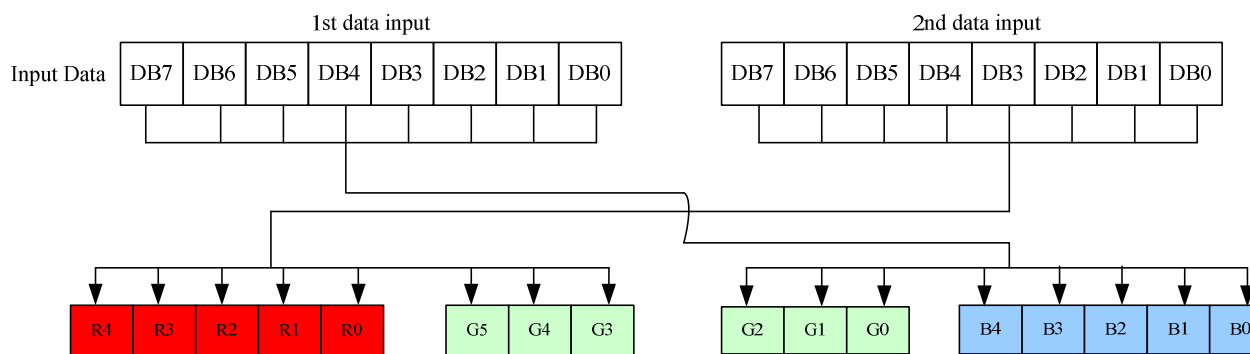 1st data input 2nd data input
Input Data DB7 DB6 DB5 DB4 DB3 DB2 DB1 DB0 DB7 DB6 DB5 DB4 DB3 DB2 DB1 DB0
R4 R3 R2 R1 R0 G5 G4 G3 G2 G1 G0 B4 B3 B2 B1 B0